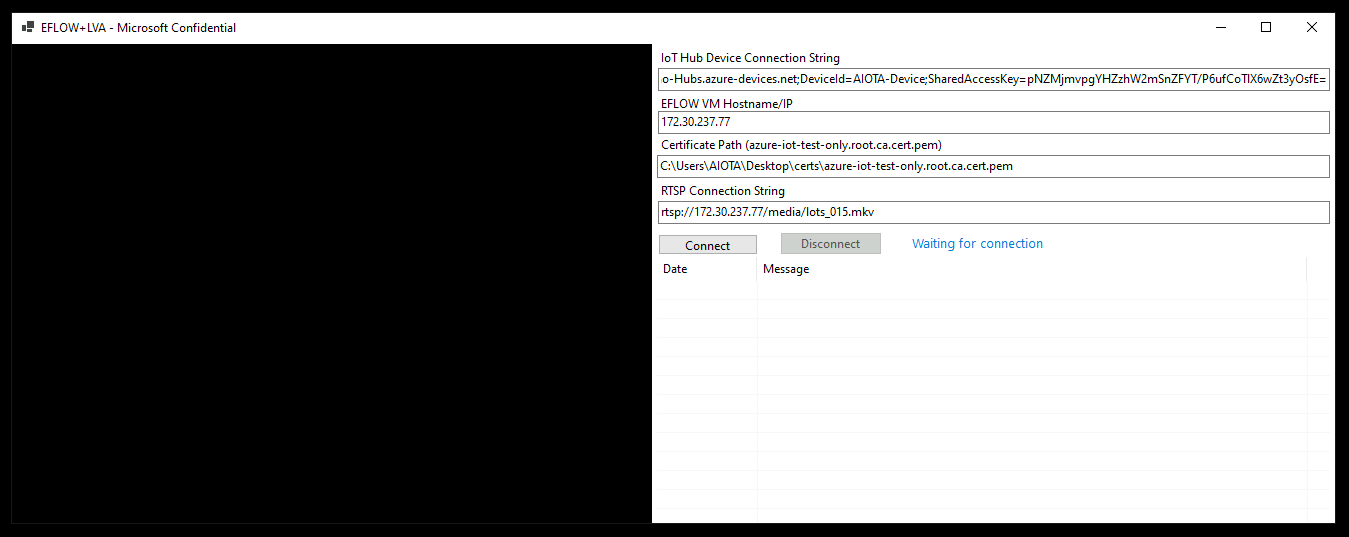 EFLOW+LVA - Microsoft Confidential
IoT Hub Device Connection String
o-Hubs.azure-devices.net;DeviceId=AIOTA-Device;SharedAccessKey=pNZMjmvpgYHZzhW2mSnZFYT/P6ufCoTlX6wZt3yOsfE=
EFLOW VM Hostname/IP
172.30.237.77
Certificate Path (azure-iot-test-only.root.ca.cert.pem)
C:\Users\AIOTA\Desktop\certs\azure-iot-test-only.root.ca.cert.pem
RTSP Connection String
rtsp://172.30.237.77/media/lots_015.mkv
Connect Disconnect Waiting for connection
Date Message